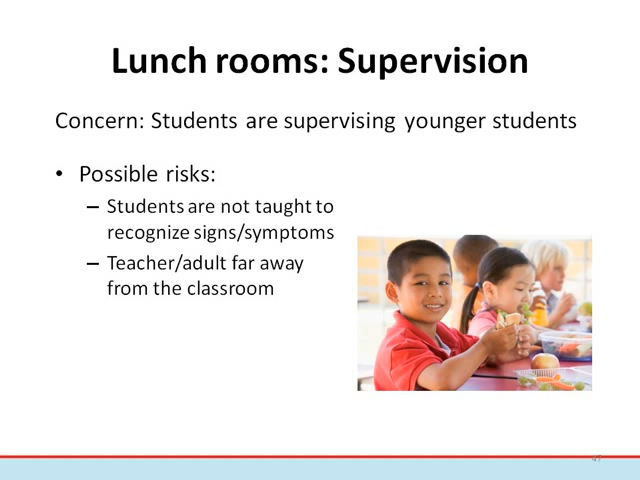 Lunch rooms: Supervision
Concern: Students are supervising younger students
• Possible risks:
– Students are not taught to
recognize signs/symptoms
– Teacher/adult far away
from the classroom
47